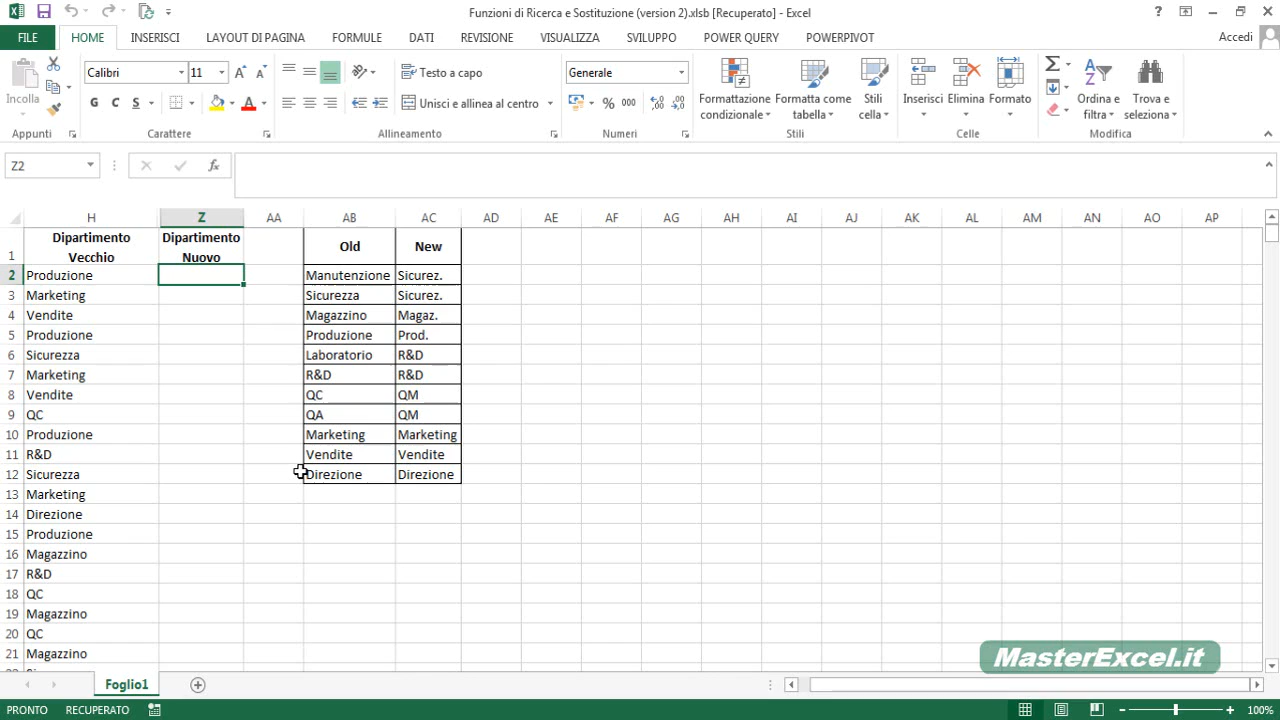 Funzioni di Ricerca e Sostituzione (version 2).xlsb [Recuperato] - Excel
FILE HOME INSERISCI LAYOUT DI PAGINA FORMULE DATI REVISIONE VISUALIZZA SVILUPPO POWER QUERY POWERPIVOT Accedi
Incolla
Calibri 11
G C S A
Testo a capo
Unisci e allinea al centro
Generale
% 000
Formattazione condizionale
Formatta come tabella
Stili cella
Inserisci
Elimina
Formato
Ordina e filtra
Trova e seleziona
Appunti Carattere Allineamento Numeri Stili Celle Modifica
Z2 fx
H Z AA AB AC AD AE AF AG AH AI AJ AK AL AM AN AO AP
1 Dipartimento Vecchio Dipartimento Nuovo Old New
2 Produzione Manutenzione Sicurez.
3 Marketing Sicurezza Sicurez.
4 Vendite Magazzino Magaz.
5 Produzione Produzione Prod.
6 Sicurezza Laboratorio R&D
7 Marketing R&D R&D
8 Vendite QC QM
9 QC QA QM
10 Produzione Marketing Marketing
11 R&D Vendite Vendite
12 Sicurezza Direzione Direzione
13 Marketing
14 Direzione
15 Produzione
16 Magazzino
17 R&D
18 QC
19 Magazzino
20 QC
21 Magazzino
MasterExcel.it
Foglio1
PRONTO RECUPERATO 100%